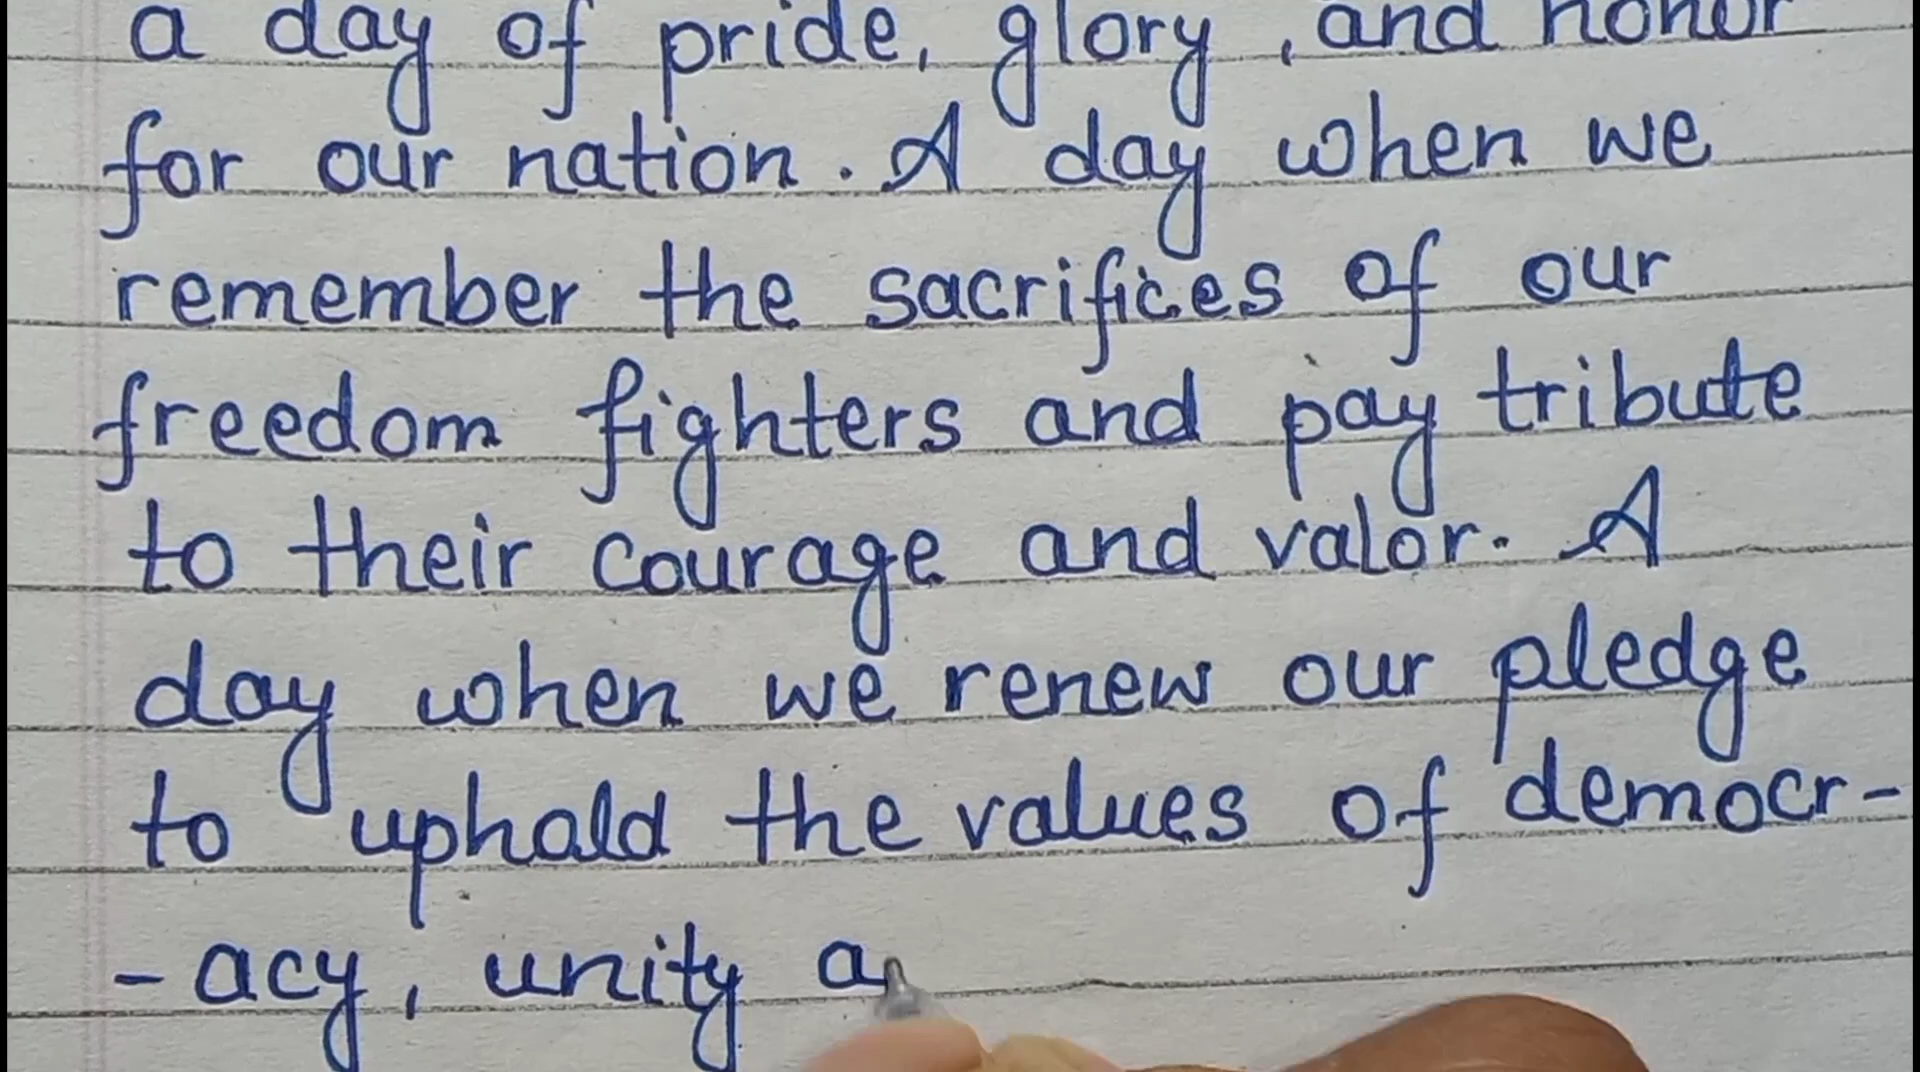 a day of pride, glory, and honor
for our nation. A day when we
remember the sacrifices of our
freedom fighters and pay tribute
to their courage and valor. A
day when we renew our pledge
to uphald the values of democr-
- acy, unity a